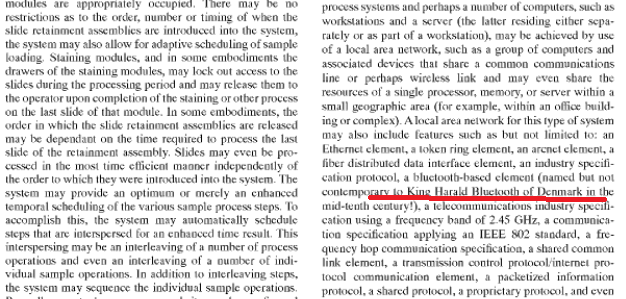 modules are appropriately occupied. There may be no
restrictions as to the order, number or timing of when the
slide retainment assemblies are introduced into the system,
the system may also allow for adaptive scheduling of sample
loading. Staining modules, and in some embodiments the
drawers of the staining modules, may lock out access to the
slides during the processing period and may release them to
the operator upon completion of the staining or other process
on the last slide of that module. In some embodiments, the
order in which the slide retainment assemblies are released
may be dependant on the time required to process the last
slide of the retainment assembly. Slides may even be pro-
cessed in the most time efficient manner independently of
the order to which they were introduced into the system. The
system may provide an optimum or merely an enhanced
temporal scheduling of the various sample process steps. To
accomplish this, the system may automatically schedule
steps that are interspersed for an enhanced time result. This
interspersing may be an interleaving of a number of process
operations and even an interleaving of a number of indi-
vidual sample operations. In addition to interleaving steps,
the system may sequence the individual sample operations.
process systems and perhaps a number of computers, such as
workstations and a server (the latter residing either sepa-
rately or as part of a workstation), may be achieved by use
of a local area network, such as a group of computers and
associated devices that share a common communications
line or perhaps wireless link and may even share the
resources of a single processor, memory, or server within a
small geographic area (for example, within an office build-
ing or complex). A local area network for this type of system
may also include features such as but not limited to: an
Ethernet element, a token ring element, an arcnet element, a
fiber distributed data interface element, an industry specifi-
cation protocol, a bluetooth-based element (named but not
contemporary to King Harald Bluetooth of Denmark in the
mid-tenth century!), a telecommunications industry specifi-
cation using a frequency band of 2.45 GHz, a communica-
tion specification applying an IEEE 802 standard, a fre-
quency hop communication specification, a shared common
link element, a transmission control protocol/internet pro-
tocol communication element, a packetized information
protocol, a shared protocol, a proprietary protocol, and even